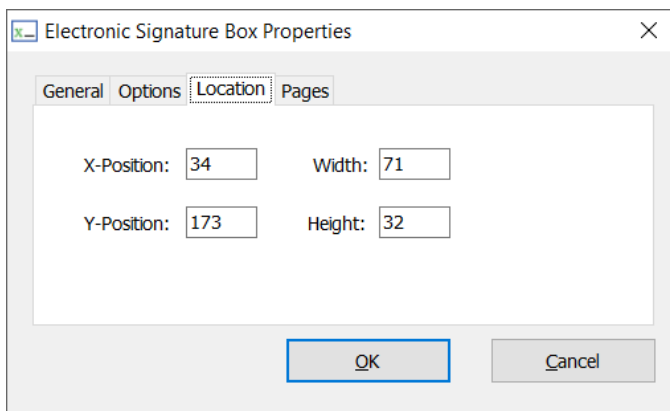 x
Electronic Signature Box Properties
General Options Location Pages
X-Position: 34 Width: 71
Y-Position: 173 Height: 32
OK Cancel